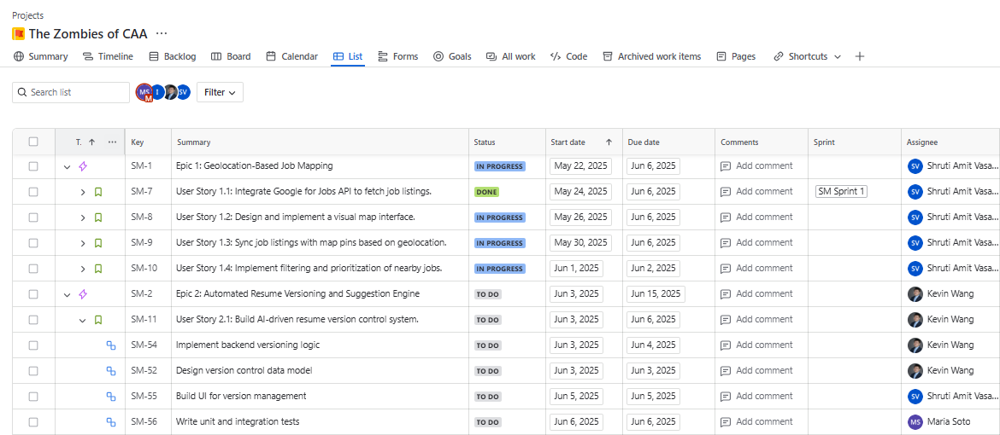 Projects
The Zombies of CAA ...
Summary Timeline Backlog Board Calendar List Forms Goals All work Code Archived work items Pages Shortcuts
Search list MS M I SV Filter
T. Key Summary Status Start date Due date Comments Sprint Assignee
SM-1 Epic 1: Geolocation-Based Job Mapping IN PROGRESS May 22, 2025 Jun 6, 2025 Add comment SV Shruti Amit Vasa...
SM-7 User Story 1.1: Integrate Google for Jobs API to fetch job listings. DONE May 24, 2025 Jun 6, 2025 Add comment SM Sprint 1 SV Shruti Amit Vasa...
SM-8 User Story 1.2: Design and implement a visual map interface. IN PROGRESS May 26, 2025 Jun 6, 2025 Add comment SV Shruti Amit Vasa...
SM-9 User Story 1.3: Sync job listings with map pins based on geolocation. IN PROGRESS May 30, 2025 Jun 6, 2025 Add comment SV Shruti Amit Vasa...
SM-10 User Story 1.4: Implement filtering and prioritization of nearby jobs. IN PROGRESS Jun 1, 2025 Jun 2, 2025 Add comment SV Shruti Amit Vasa...
SM-2 Epic 2: Automated Resume Versioning and Suggestion Engine TO DO Jun 3, 2025 Jun 15, 2025 Add comment Kevin Wang
SM-11 User Story 2.1: Build AI-driven resume version control system. TO DO Jun 3, 2025 Jun 6, 2025 Add comment Kevin Wang
SM-54 Implement backend versioning logic TO DO Jun 3, 2025 Jun 4, 2025 Add comment Kevin Wang
SM-52 Design version control data model TO DO Jun 3, 2025 Jun 3, 2025 Add comment Kevin Wang
SM-55 Build UI for version management TO DO Jun 5, 2025 Jun 5, 2025 Add comment SV Shruti Amit Vasa...
SM-56 Write unit and integration tests TO DO Jun 6, 2025 Jun 6, 2025 Add comment MS Maria Soto